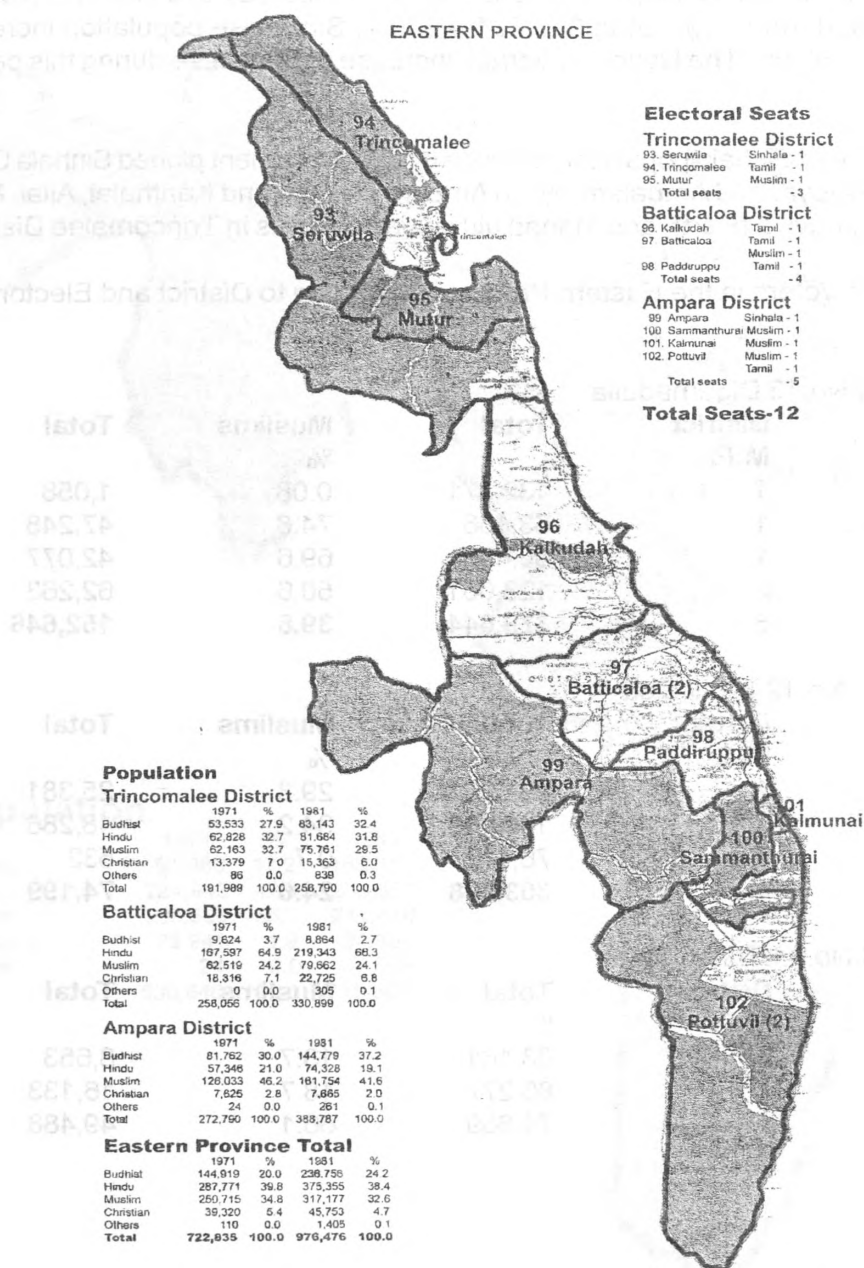 EASTERN PROVINCE
Electoral Seats
Trincomalee District
93. Seruwila Sinhala - 1
94. Trincomalee Tamil - 1
95. Mutur Muslim - 1
Total seats - 3
Batticaloa District
96. Kalkudah Tamil - 1
97 Batticaloa Tamil - 1
Muslim - 1
98 Paddruppu Tamil - 1
Total seats - 4
Ampara District
99 Ampara Sinhala - 1
100 Sammanthurai Muslim - 1
101. Kalmunai Muslim - 1
102. Pottuvil Muslim - 1
Tamil - 1
Total seats - 5
Total Seats-12
94
Trincomalee
93
Seruwila
Trincomalee
95
Mutur
96
Kalkudah
97
Batticaloa (2)
98
Paddiruppu
99
Ampara
101
Kalmunai
100
Sammanthurai
102
Pottuvil (2)
Population
Trincomalee District
1971 % 1981 %
Budhist 53,533 27.9 83,143 32.4
Hindu 62,828 32.7 81,684 31.8
Muslim 62,163 32.7 75,761 29.5
Christian 13,379 7.0 15,363 6.0
Others 86 0.0 839 0.3
Total 191,989 100.0 256,790 100.0
Batticaloa District
1971 % 1981 %
Budhist 9,624 3.7 8,864 2.7
Hindu 167,597 64.9 219,343 66.3
Muslim 62,519 24.2 79,662 24.1
Christian 18,316 7.1 22,725 6.8
Others 0.0 305 0.1
Total 258,056 100.0 330,899 100.0
Ampara District
1971 % 1981 %
Budhist 81,762 30.0 144,779 37.2
Hindu 57,346 21.0 74,328 19.1
Muslim 126,033 46.2 161,754 41.6
Christian 7,625 2.8 7,665 2.0
Others 24 0.0 261 0.1
Total 272,790 100.0 388,787 100.0
Eastern Province Total
1971 % 1981 %
Budhist 144,919 20.0 236.756 24.2
Hindu 287,771 39.8 375,355 38.4
Muslim 250,715 34.8 317,177 32.6
Christian 39,320 5.4 45,753 4.7
Others 110 0.0 1,405 0 1
Total 722,835 100.0 976,476 100.0